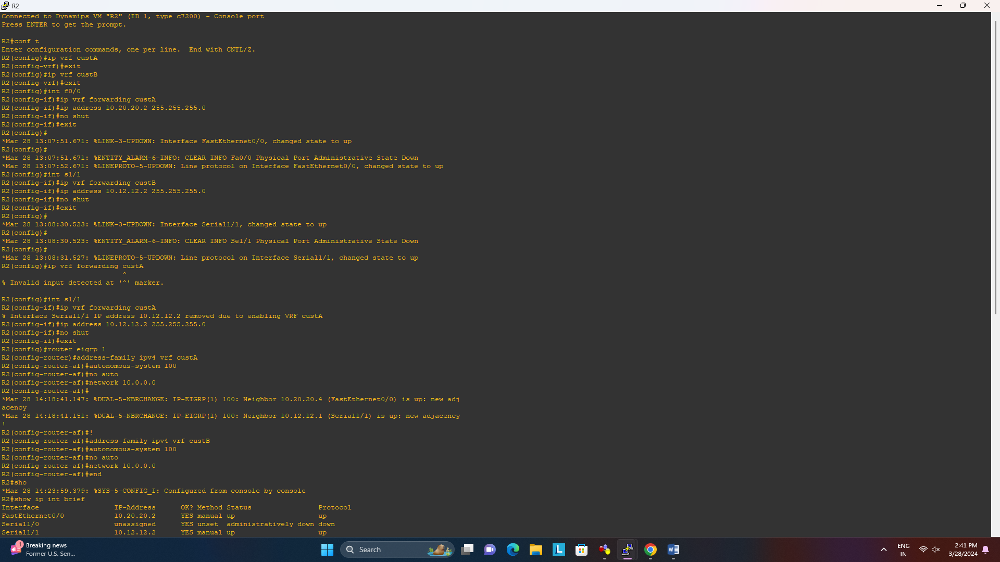 R2
Connected to Dynamips VM "R2" (ID 1, type c7200) - Console port
Press ENTER to get the prompt.
R2#conf t
Enter configuration commands, one per line.  End with CNTL/Z.
R2(config)#ip vrf custA
R2(config-vrf)#exit
R2(config)#ip vrf custB
R2(config-vrf)#exit
R2(config)#int f0/0
R2(config-if)#ip vrf forwarding custA
R2(config-if)#ip address 10.20.20.2 255.255.255.0
R2(config-if)#no shut
R2(config-if)#exit
R2(config)#
*Mar 28 13:07:51.671: %LINK-3-UPDOWN: Interface FastEthernet0/0, changed state to up
R2(config)#
*Mar 28 13:07:51.671: %ENTITY_ALARM-6-INFO: CLEAR INFO Fa0/0 Physical Port Administrative State Down
*Mar 28 13:07:52.671: %LINEPROTO-5-UPDOWN: Line protocol on Interface FastEthernet0/0, changed state to up
R2(config)#int s1/1
R2(config-if)#ip vrf forwarding custB
R2(config-if)#ip address 10.12.12.2 255.255.255.0
R2(config-if)#no shut
R2(config-if)#exit
R2(config)#
*Mar 28 13:08:30.523: %LINK-3-UPDOWN: Interface Serial1/1, changed state to up
R2(config)#
*Mar 28 13:08:30.523: %ENTITY_ALARM-6-INFO: CLEAR INFO Se1/1 Physical Port Administrative State Down
R2(config)#
*Mar 28 13:08:31.527: %LINEPROTO-5-UPDOWN: Line protocol on Interface Serial1/1, changed state to up
R2(config)#ip vrf forwarding custA
^
% Invalid input detected at '^' marker.
R2(config)#int s1/1
R2(config-if)#ip vrf forwarding custA
% Interface Serial1/1 IP address 10.12.12.2 removed due to enabling VRF custA
R2(config-if)#ip address 10.12.12.2 255.255.255.0
R2(config-if)#no shut
R2(config-if)#exit
R2(config)#router eigrp 1
R2(config-router)#address-family ipv4 vrf custA
R2(config-router-af)#autonomous-system 100
R2(config-router-af)#no auto
R2(config-router-af)#network 10.0.0.0
R2(config-router-af)#
*Mar 28 14:18:41.147: %DUAL-5-NBRCHANGE: IP-EIGRP(1) 100: Neighbor 10.20.20.4 (FastEthernet0/0) is up: new adj
acency
*Mar 28 14:18:41.151: %DUAL-5-NBRCHANGE: IP-EIGRP(1) 100: Neighbor 10.12.12.1 (Serial1/1) is up: new adjacency
!
R2(config-router-af)#!
R2(config-router-af)#address-family ipv4 vrf custB
R2(config-router-af)#autonomous-system 100
R2(config-router-af)#no auto
R2(config-router-af)#network 10.0.0.0
R2(config-router-af)#end
R2#sho
*Mar 28 14:23:59.379: %SYS-5-CONFIG_I: Configured from console by console
R2#show ip int brief
Interface                  IP-Address      OK? Method Status                Protocol
FastEthernet0/0            10.20.20.2      YES manual up                    up
Serial1/0                  unassigned      YES unset  administratively down down
Serial1/1                  10.12.12.2      YES manual up                    up
1
Breaking news
Former U.S. Sen...
Search
L
W
ENG
IN
2:41 PM
3/28/2024